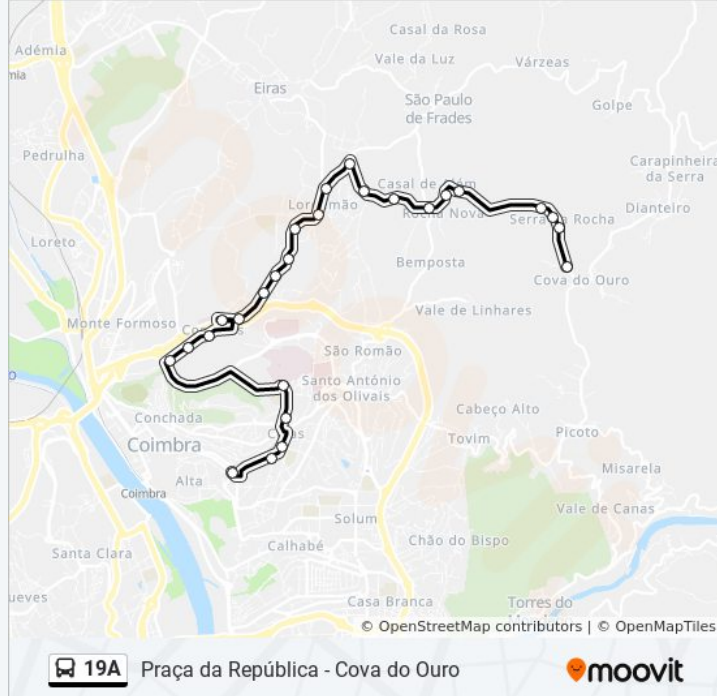 Casal da Rosa
Adémia
Vale da Luz
Várzeas
mia
Eiras
São Paulo
de Frades
Golpe
Pedrulha
Carapinheira
da Serra
Casal de
Dianteiro
Rocha Nova
Serra da Rocha
Loreto
Bemposta
Cova do Ouro
Vale de Linhares
Monte Formoso
São Romão
Santo António
dos Olivais
Conchada
Cabeço Alto
Coimbra
Tovim
Picoto
Misarela
Alta
Coimbra
Vale de Canas
Solum
Chão do Bispo
Santa Clara
Calhabé
ueves
Casa Branca
Torres do
© OpenStreetMap contributors | © OpenMapTiles
19A Praça da República - Cova do Ouro
moovit